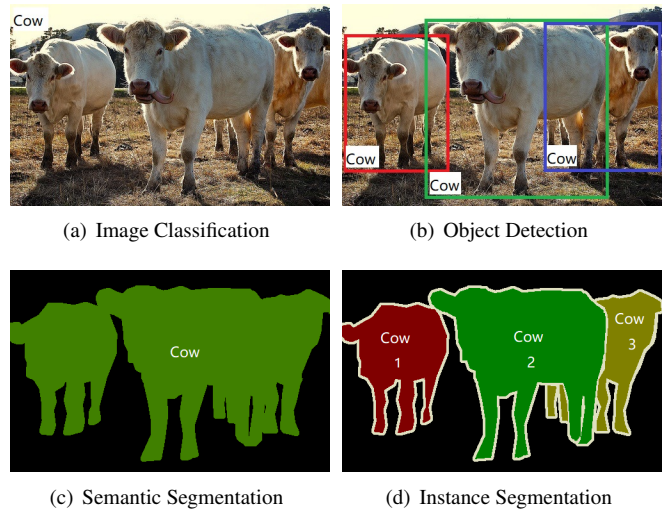 Cow
Cow
Cow
Cow
(a) Image Classification
(b) Object Detection
Cow
Cow
1
Cow
2
Cow
3
(c) Semantic Segmentation
(d) Instance Segmentation